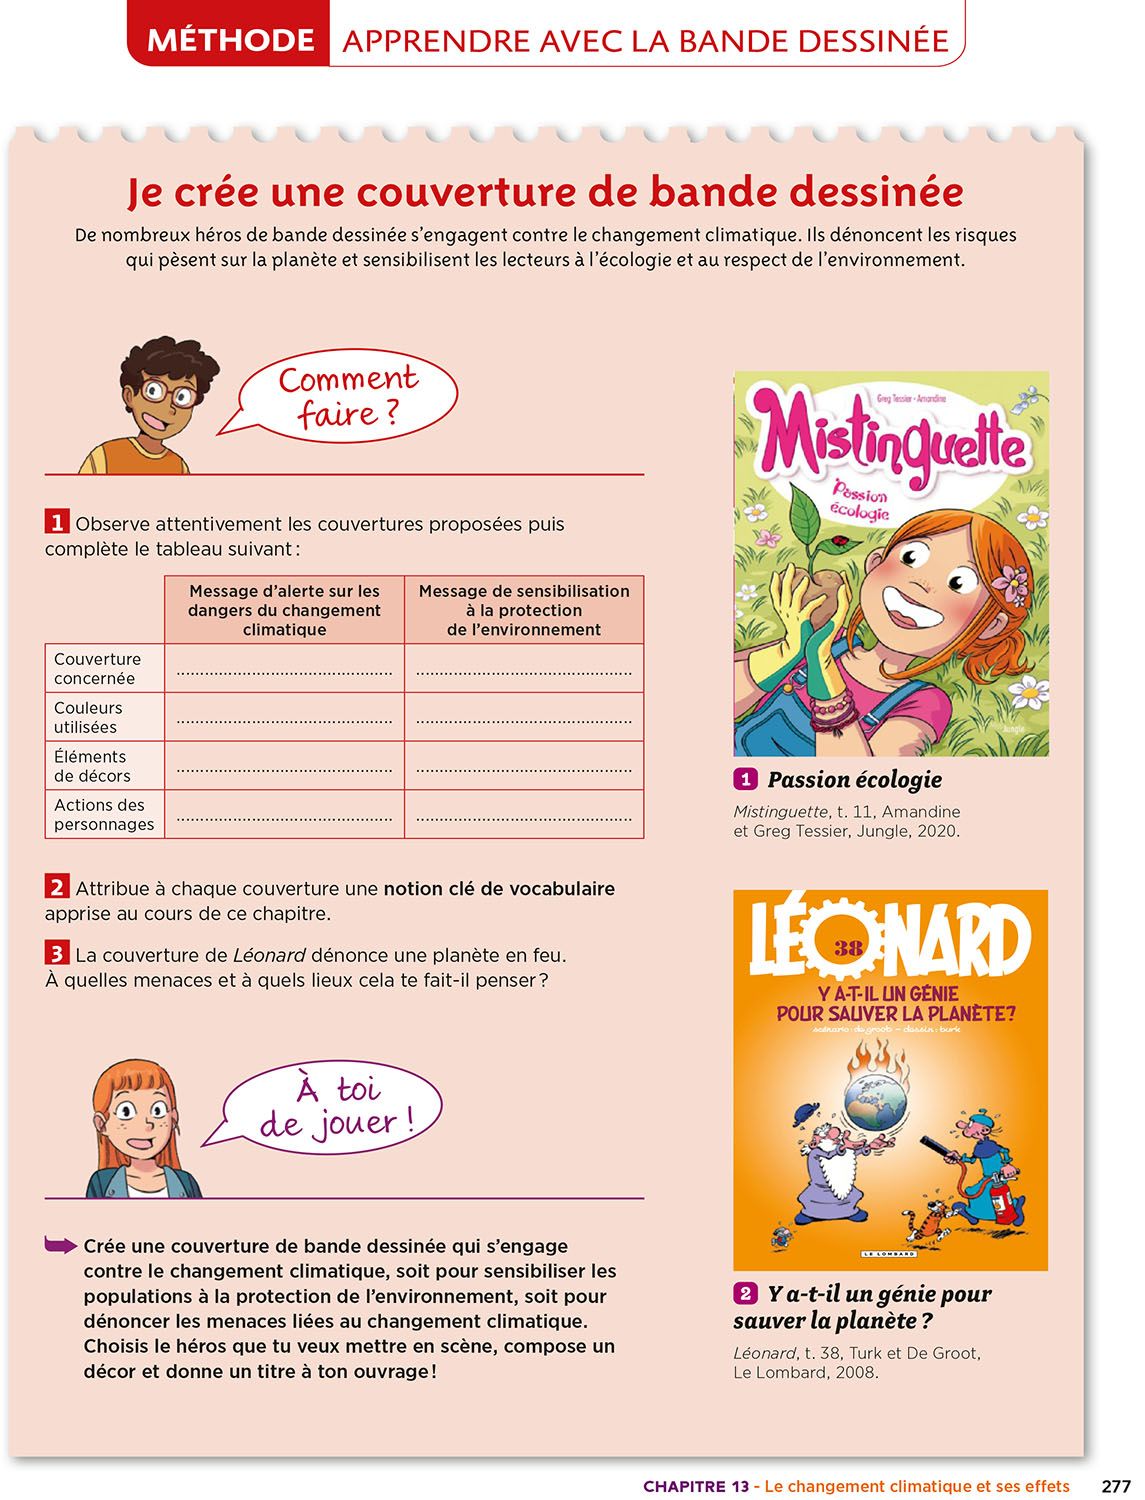 MÉTHODE APPRENDRE AVEC LA BANDE DESSINÉE
Je crée une couverture de bande dessinée
De nombreux héros de bande dessinée s'engagent contre le changement climatique. Ils dénoncent les risques
qui pèsent sur la planète et sensibilisent les lecteurs à l'écologie et au respect de l'environnement.
Comment
faire ?
1 Observe attentivement les couvertures proposées puis
complète le tableau suivant :
Message d'alerte sur les
dangers du changement
climatique
Message de sensibilisation
à la protection
de l'environnement
Couverture
concernée
Couleurs
utilisées
Éléments
de décors
Actions des
personnages
2 Attribue à chaque couverture une notion clé de vocabulaire
apprise au cours de ce chapitre.
3 La couverture de Léonard dénonce une planète en feu.
À quelles menaces et à quels lieux cela te fait-il penser ?
À toi
de jouer !
Crée une couverture de bande dessinée qui s'engage
contre le changement climatique, soit pour sensibiliser les
populations à la protection de l'environnement, soit pour
dénoncer les menaces liées au changement climatique.
Choisis le héros que tu veux mettre en scène, compose un
décor et donne un titre à ton ouvrage !
Greg Tessier - Amandine
Mistinguette
Passion
écologie
Jungle
1 Passion écologie
Mistinguette, t. 11, Amandine
et Greg Tessier, Jungle, 2020.
LÉONARD
38
Y A-T-IL UN GÉNIE
POUR SAUVER LA PLANÈTE?
scénario: de groot - dessin: turk
LE LOMBARD
2 Y a-t-il un génie pour
sauver la planète ?
Léonard, t. 38, Turk et De Groot,
Le Lombard, 2008.
CHAPITRE 13 - Le changement climatique et ses effets 277